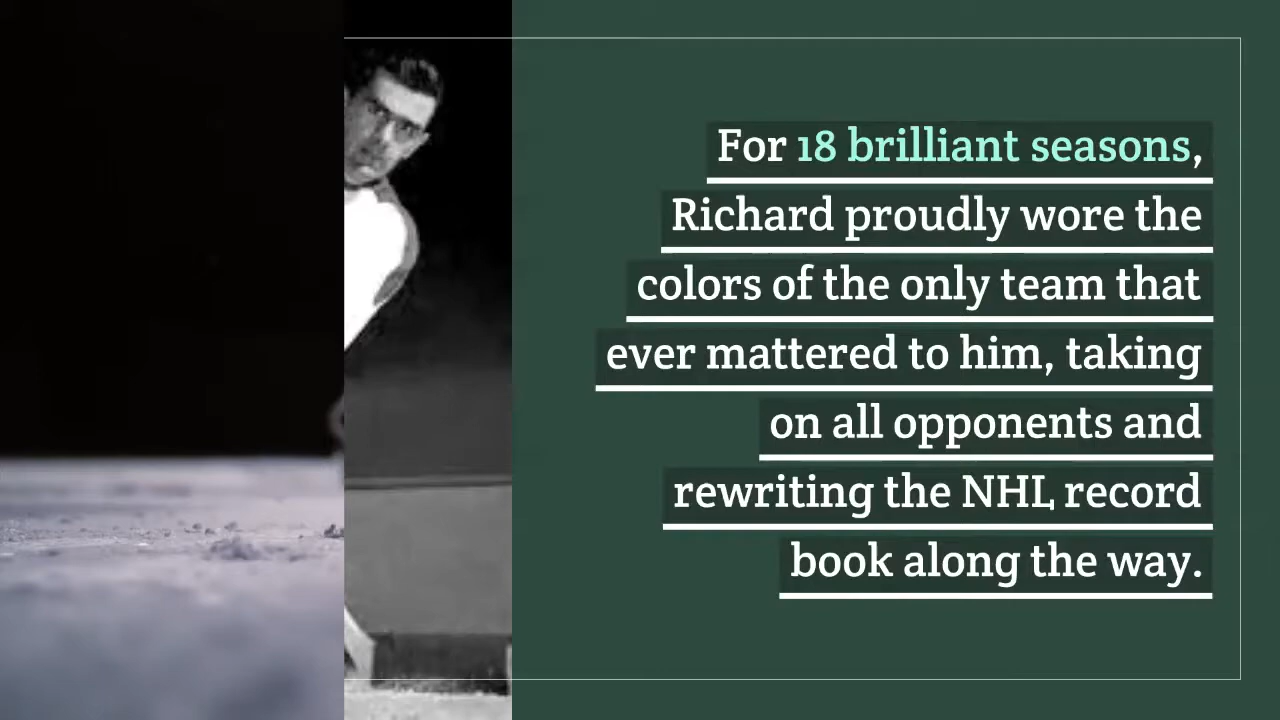 For 18 brilliant seasons,
Richard proudly wore the
colors of the only team that
ever mattered to him, taking
on all opponents and
rewriting the NHL record
book along the way.